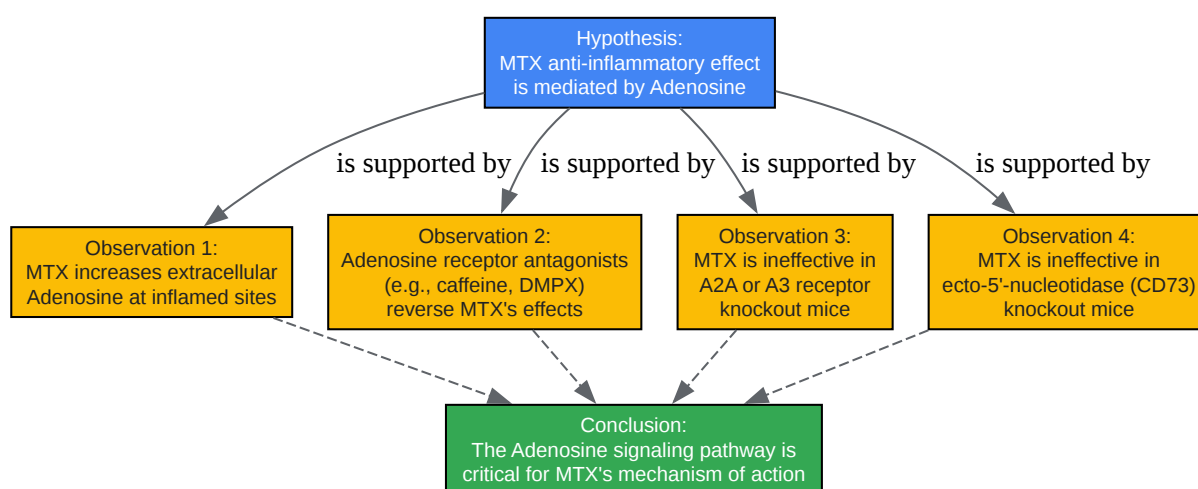 Hypothesis:
MTX anti-inflammatory effect
is mediated by Adenosine
is supported by
is supported by
is supported by
is supported by
Observation 1:
MTX increases extracellular
Adenosine at inflamed sites
Observation 2:
Adenosine receptor antagonists
(e.g., caffeine, DMPX)
reverse MTX's effects
Observation 3:
MTX is ineffective in
A2A or A3 receptor
knockout mice
Observation 4:
MTX is ineffective in
ecto-5'-nucleotidase (CD73)
knockout mice
Conclusion:
The Adenosine signaling pathway is
critical for MTX's mechanism of action